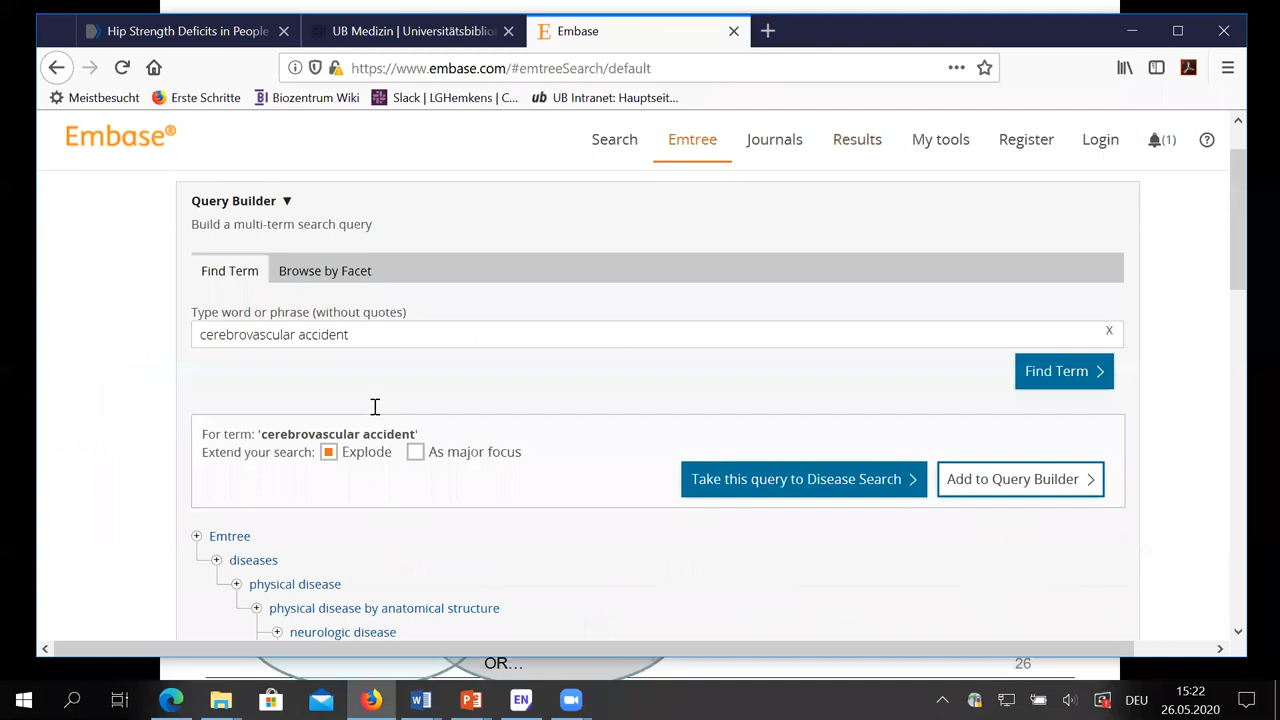 Hip Strength Deficits in People
UB Medizin | Universitätsbiblio
Embase
https://www.embase.com/#emtreeSearch/default
Meistbesucht
Erste Schritte
Biozentrum Wiki
Slack | LGHemkens | C...
UB Intranet: Hauptseit...
Embase®
Search
Emtree
Journals
Results
My tools
Register
Login
(1)
Query Builder ▼
Build a multi-term search query
Find Term
Browse by Facet
Type word or phrase (without quotes)
cerebrovascular accident
X
Find Term >
For term: 'cerebrovascular accident'
Extend your search: Explode As major focus
Take this query to Disease Search >
Add to Query Builder >
Emtree
diseases
physical disease
physical disease by anatomical structure
neurologic disease
OR…
26
EN
DEU
15:22
26.05.2020